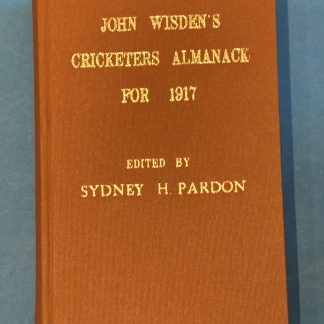 JOHN WISDEN'S
CRICKETERS ALMANACK
FOR 1917
EDITED BY
SYDNEY H. PARDON